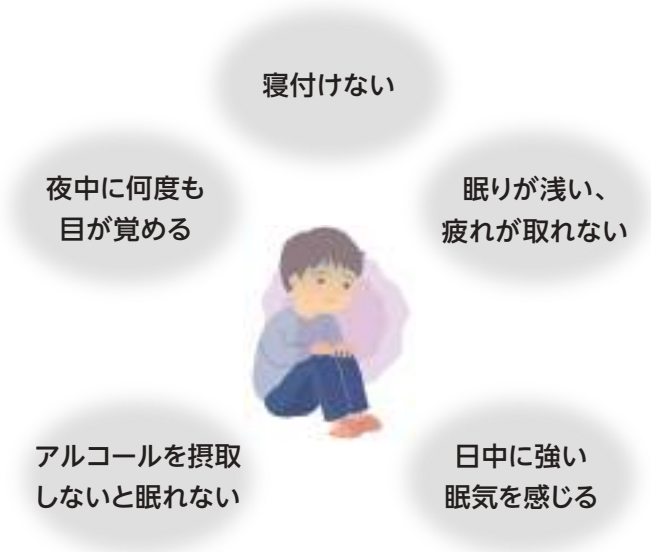 寝付けない
夜中に何度も
目が覚める
眠りが浅い、
疲れが取れない
アルコールを摂取
しないと眠れない
日中に強い
眠気を感じる